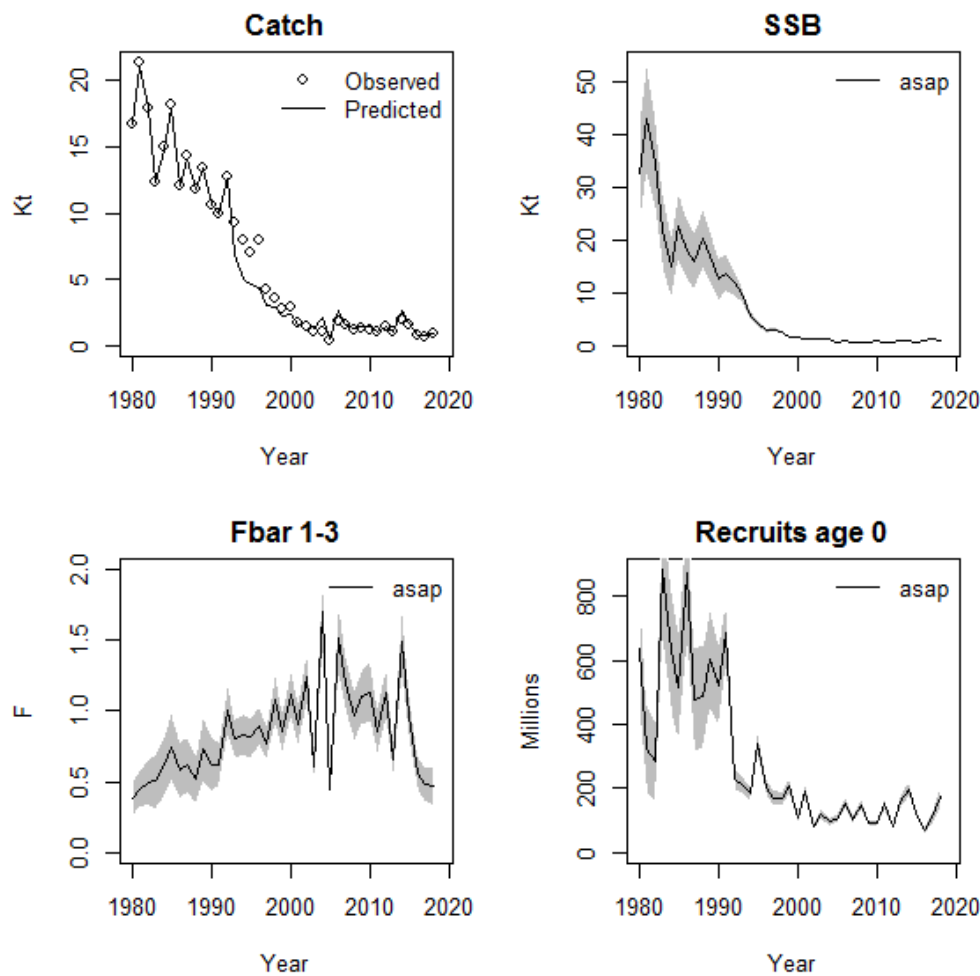 Catch
Observed
Predicted
Kt
20
15
10
5
0
1980 1990 2000 2010 2020
Year
SSB
asap
Kt
50
40
30
20
10
0
1980 1990 2000 2010 2020
Year
Fbar 1-3
asap
F
2.0
1.5
1.0
0.5
0.0
1980 1990 2000 2010 2020
Year
Recruits age 0
asap
Millions
800
600
400
200
0
1980 1990 2000 2010 2020
Year